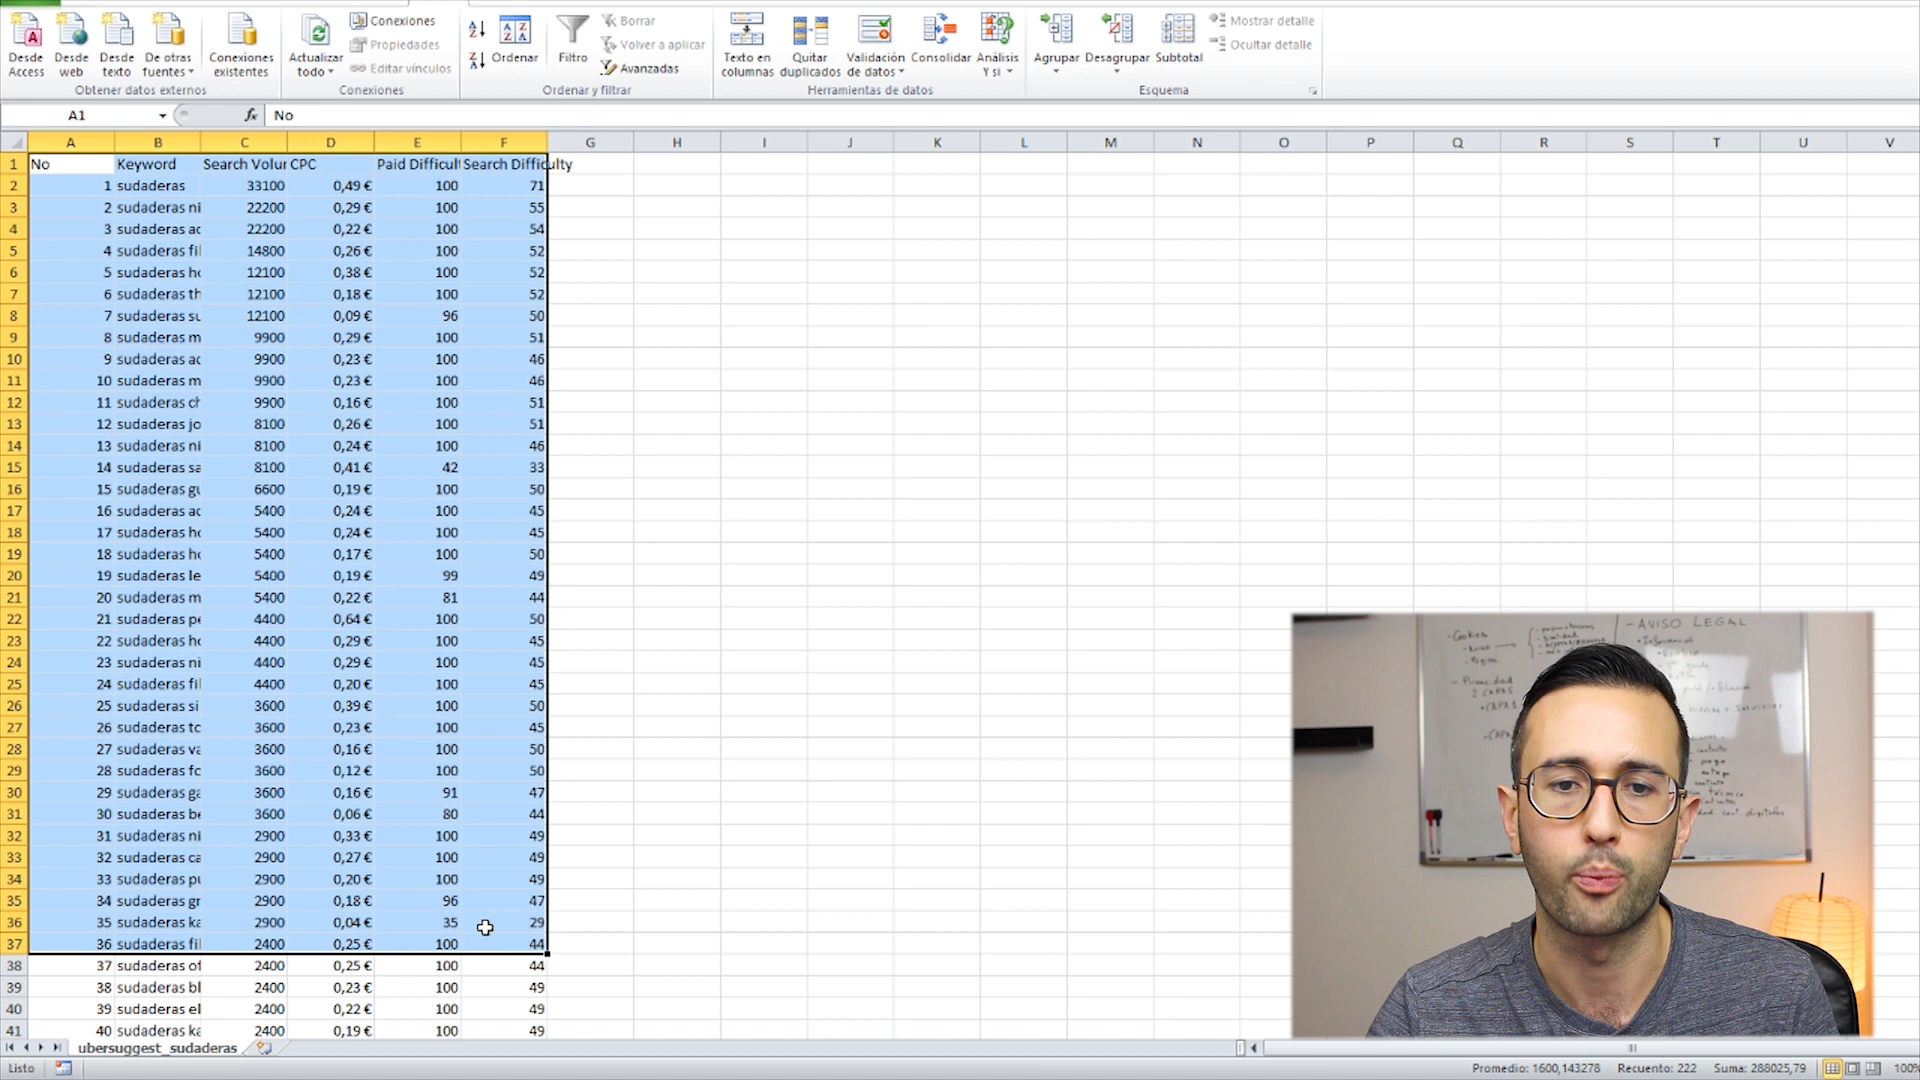 Desde Access
Desde web
Desde texto
De otras fuentes
Conexiones existentes
Obtener datos externos
Actualizar todo
Conexiones
Propiedades
Editar vínculos
Conexiones
Ordenar
Filtro
Borrar
Volver a aplicar
Avanzadas
Ordenar y filtrar
Texto en columnas
Quitar duplicados
Validación de datos
Consolidar
Análisis Y si
Herramientas de datos
Agrupar
Desagrupar
Subtotal
Mostrar detalle
Ocultar detalle
Esquema
A1 fx No
A B C D E F G H I J K L M N O P Q R S T U V
1 No Keyword Search Volur CPC Paid Difficult Search Difficulty
2 1 sudaderas 33100 0,49 € 100 71
3 2 sudaderas ni 22200 0,29 € 100 55
4 3 sudaderas ad 22200 0,22 € 100 54
5 4 sudaderas fil 14800 0,26 € 100 52
6 5 sudaderas ho 12100 0,38 € 100 52
7 6 sudaderas th 12100 0,18 € 100 52
8 7 sudaderas su 12100 0,09 € 96 50
9 8 sudaderas m 9900 0,29 € 100 51
10 9 sudaderas ad 9900 0,23 € 100 46
11 10 sudaderas m 9900 0,23 € 100 46
12 11 sudaderas ch 9900 0,16 € 100 51
13 12 sudaderas jo 8100 0,26 € 100 51
14 13 sudaderas ni 8100 0,24 € 100 46
15 14 sudaderas sa 8100 0,41 € 42 33
16 15 sudaderas gu 6600 0,19 € 100 50
17 16 sudaderas ad 5400 0,24 € 100 45
18 17 sudaderas ho 5400 0,24 € 100 45
19 18 sudaderas ho 5400 0,17 € 100 50
20 19 sudaderas le 5400 0,19 € 99 49
21 20 sudaderas m 5400 0,22 € 81 44
22 21 sudaderas pe 4400 0,64 € 100 50
23 22 sudaderas ho 4400 0,29 € 100 45
24 23 sudaderas ni 4400 0,29 € 100 45
25 24 sudaderas fil 4400 0,20 € 100 45
26 25 sudaderas si 3600 0,39 € 100 50
27 26 sudaderas to 3600 0,23 € 100 45
28 27 sudaderas va 3600 0,16 € 100 50
29 28 sudaderas fo 3600 0,12 € 100 50
30 29 sudaderas ga 3600 0,16 € 91 47
31 30 sudaderas be 3600 0,06 € 80 44
32 31 sudaderas ni 2900 0,33 € 100 49
33 32 sudaderas ca 2900 0,27 € 100 49
34 33 sudaderas pu 2900 0,20 € 100 49
35 34 sudaderas gr 2900 0,18 € 96 47
36 35 sudaderas ka 2900 0,04 € 35 29
37 36 sudaderas fil 2400 0,25 € 100 44
38 37 sudaderas of 2400 0,25 € 100 44
39 38 sudaderas bl 2400 0,23 € 100 49
40 39 sudaderas el 2400 0,22 € 100 49
41 40 sudaderas ka 2400 0,19 € 100 49
- AVISO LEGAL
- Cookies
ubersuggest_sudaderas
Listo Promedio: 1600,143278 Recuento: 222 Suma: 288025,79 100%